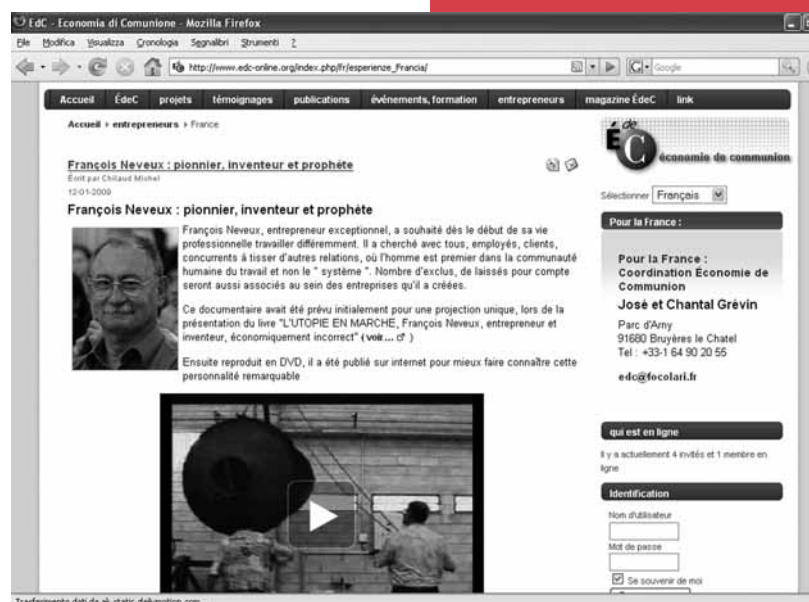 EdC - Economia di Comunione - Mozilla Firefox
File Modifica Visualizza Cronologia Segnalibri Strumenti ?
http://www.edc-online.org/index.php/fr/esperienze_Francia/
Google
Accueil ÉdeC projets témoignages publications événements, formation entrepreneurs magazine ÉdeC link
Accueil entrepreneurs France
François Neveux : pionnier, inventeur et prophète
Écrit par Chilaud Michel
12-01-2009
François Neveux : pionnier, inventeur et prophète
François Neveux, entrepreneur exceptionnel, a souhaité dès le début de sa vie
professionnelle travailler différemment. Il a cherché avec tous, employés, clients,
concurrents à tisser d'autres relations, où l'homme est premier dans la communauté
humaine du travail et non le " système ". Nombre d'exclus, de laissés pour compte
seront aussi associés au sein des entreprises qu'il a créées.
Ce documentaire avait été prévu initialement pour une projection unique, lors de la
présentation du livre "L'UTOPIE EN MARCHE, François Neveux, entrepreneur et
inventeur, économiquement incorrect" ( voir ... )
Ensuite reproduit en DVD, il a été publié sur internet pour mieux faire connaître cette
personnalité remarquable
É de C
économie de communion
Sélectionner Français
Pour la France :
Pour la France :
Coordination Économie de
Communion
José et Chantal Grévin
Parc d'Arny
91680 Bruyères le Chatel
Tel : +33-1 64 90 20 55
edc@focolari.fr
qui est en ligne
Il y a actuellement 4 invités et 1 membre en
ligne
Identification
Nom d'utilisateur
Mot de passe
Se souvenir de moi
Trasferimento dati da ak.static.dailymotion.com